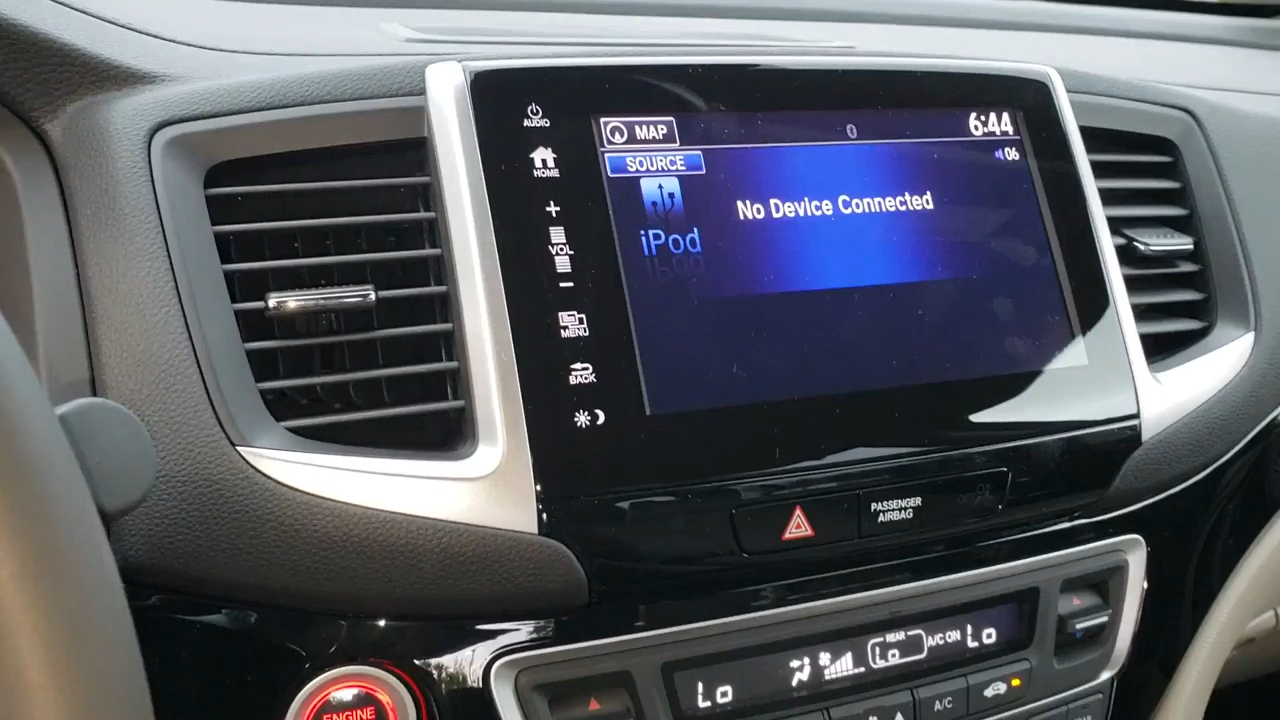 AUDIO
HOME
+
VOL
−
MENU
BACK
MAP
6:44
SOURCE
06
iPod
No Device Connected
PASSENGER
AIRBAG
REAR
Lo
A/C ON
Lo
Lo
A/C
ENGINE